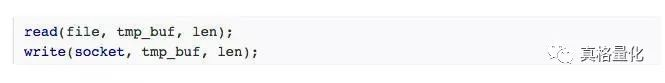 read(file, tmp_buf, len);
write(socket, tmp_buf, len);
真格量化